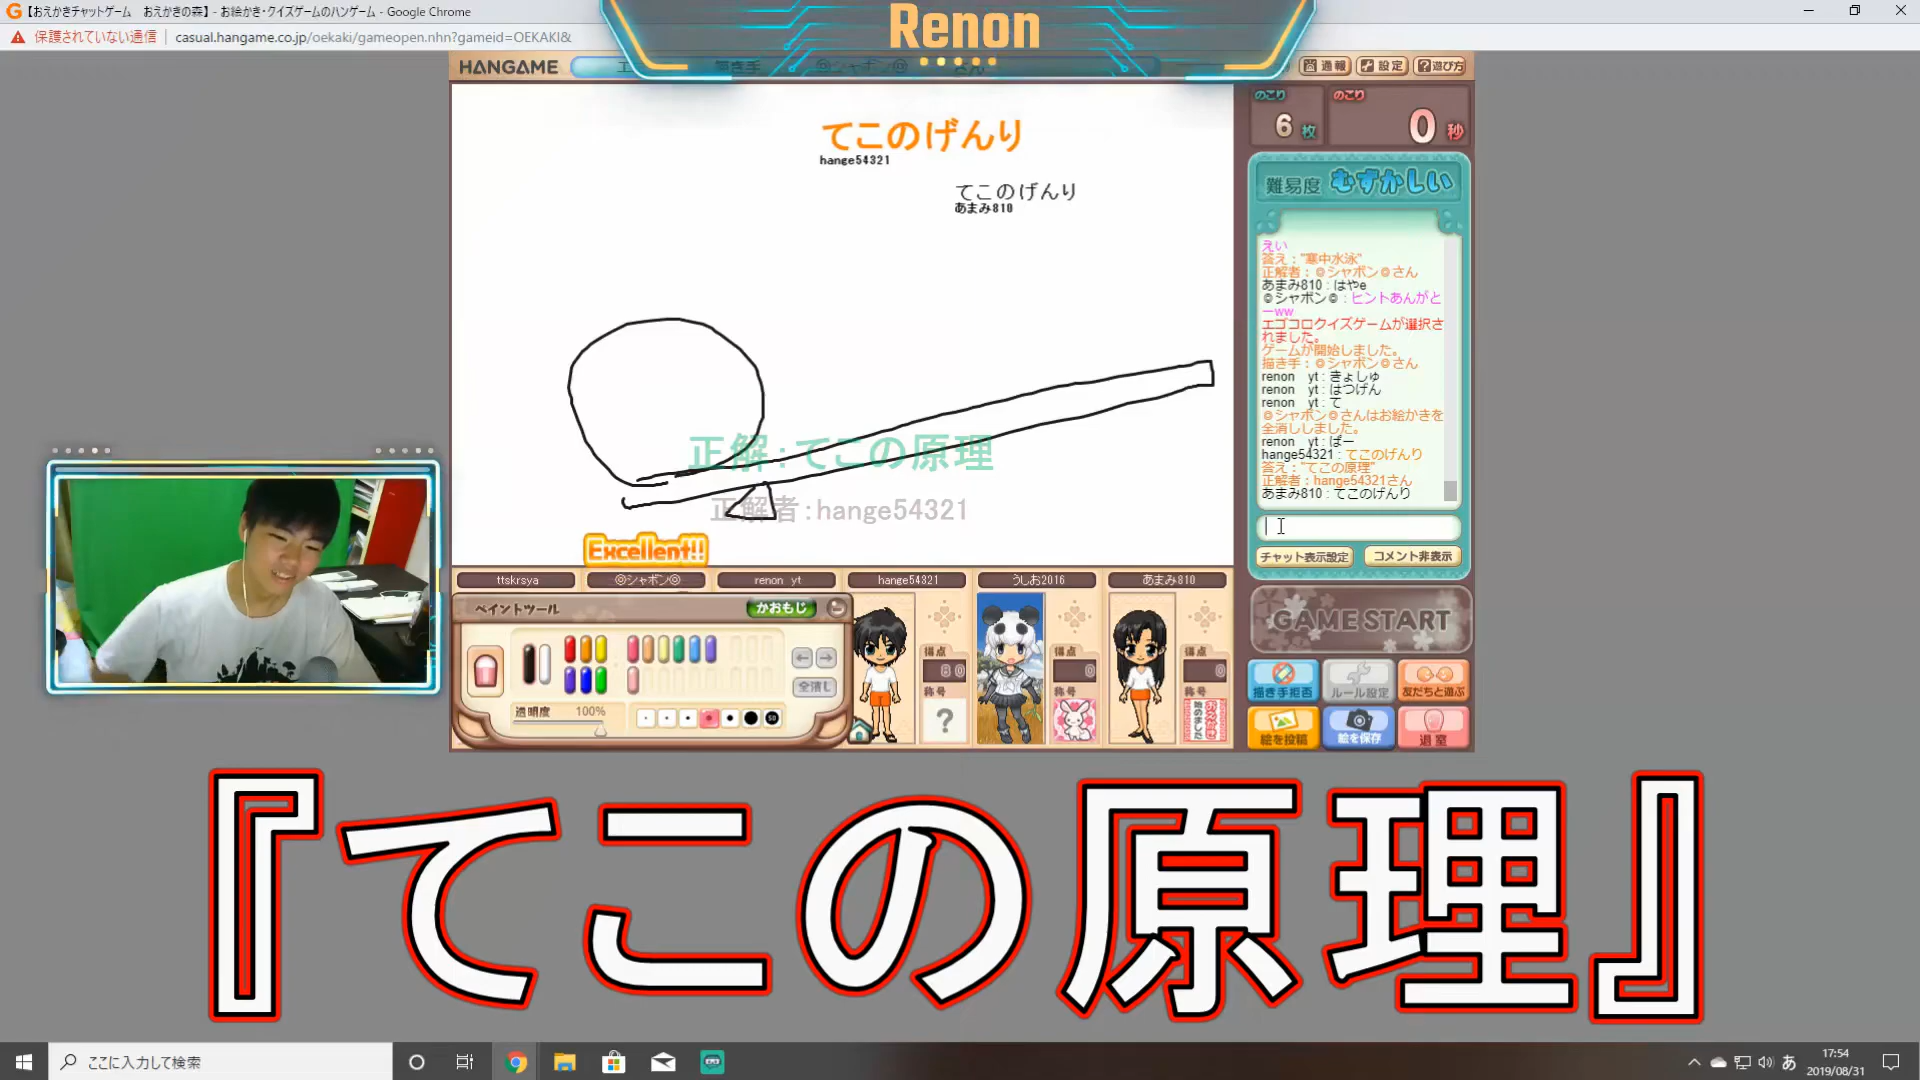 【おえかきチャットゲーム　おえかきの森】 - お絵かき・クイズゲームのハンゲーム - Google Chrome
保護されていない通信
casual.hangame.co.jp/oekaki/gameopen.nhn?gameid=OEKAKI&
Renon
HANGAME
通報
設定
遊び方
てこのげんり
hange54321
てこのげんり
あまみ810
正解：てこの原理
正解者：hange54321
Excellent!!
のこり
6枚
のこり
0秒
難易度 むずかしい
えい
答え："寒中水泳"
正解者：◎シャボン◎さん
あまみ810 : はやe
◎シャボン◎ : ヒントあんがと
ーww
エゴコロクイズゲームが選択さ
れました。
ゲームが開始しました。
描き手：◎シャボン◎さん
renon　yt : きょしゅ
renon　yt : はつげん
renon　yt : て
◎シャボン◎さんはお絵かきを
全消ししました。
renon　yt : ぱー
hange54321 : てこのげんり
答え："てこの原理"
正解者：hange54321さん
あまみ810 : てこのげんり
チャット表示設定
コメント非表示
GAME START
描き手拒否
ルール設定
友だちと遊ぶ
絵を投稿
絵を保存
退室
ttskrsya
◎シャボン◎
renon　yt
hange54321
うしお2016
あまみ810
ペイントツール
かおもじ
全消し
透明度
100%
50
得点
80
称号
?
得点
0
称号
得点
0
称号
『てこの原理』
ここに入力して検索
あ
17:54
2019/08/31